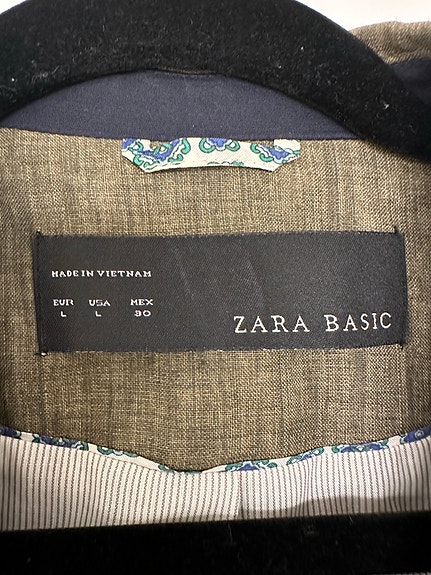 MADE IN VIETNAM
EUR USA MEX
L L 30
ZARA BASIC